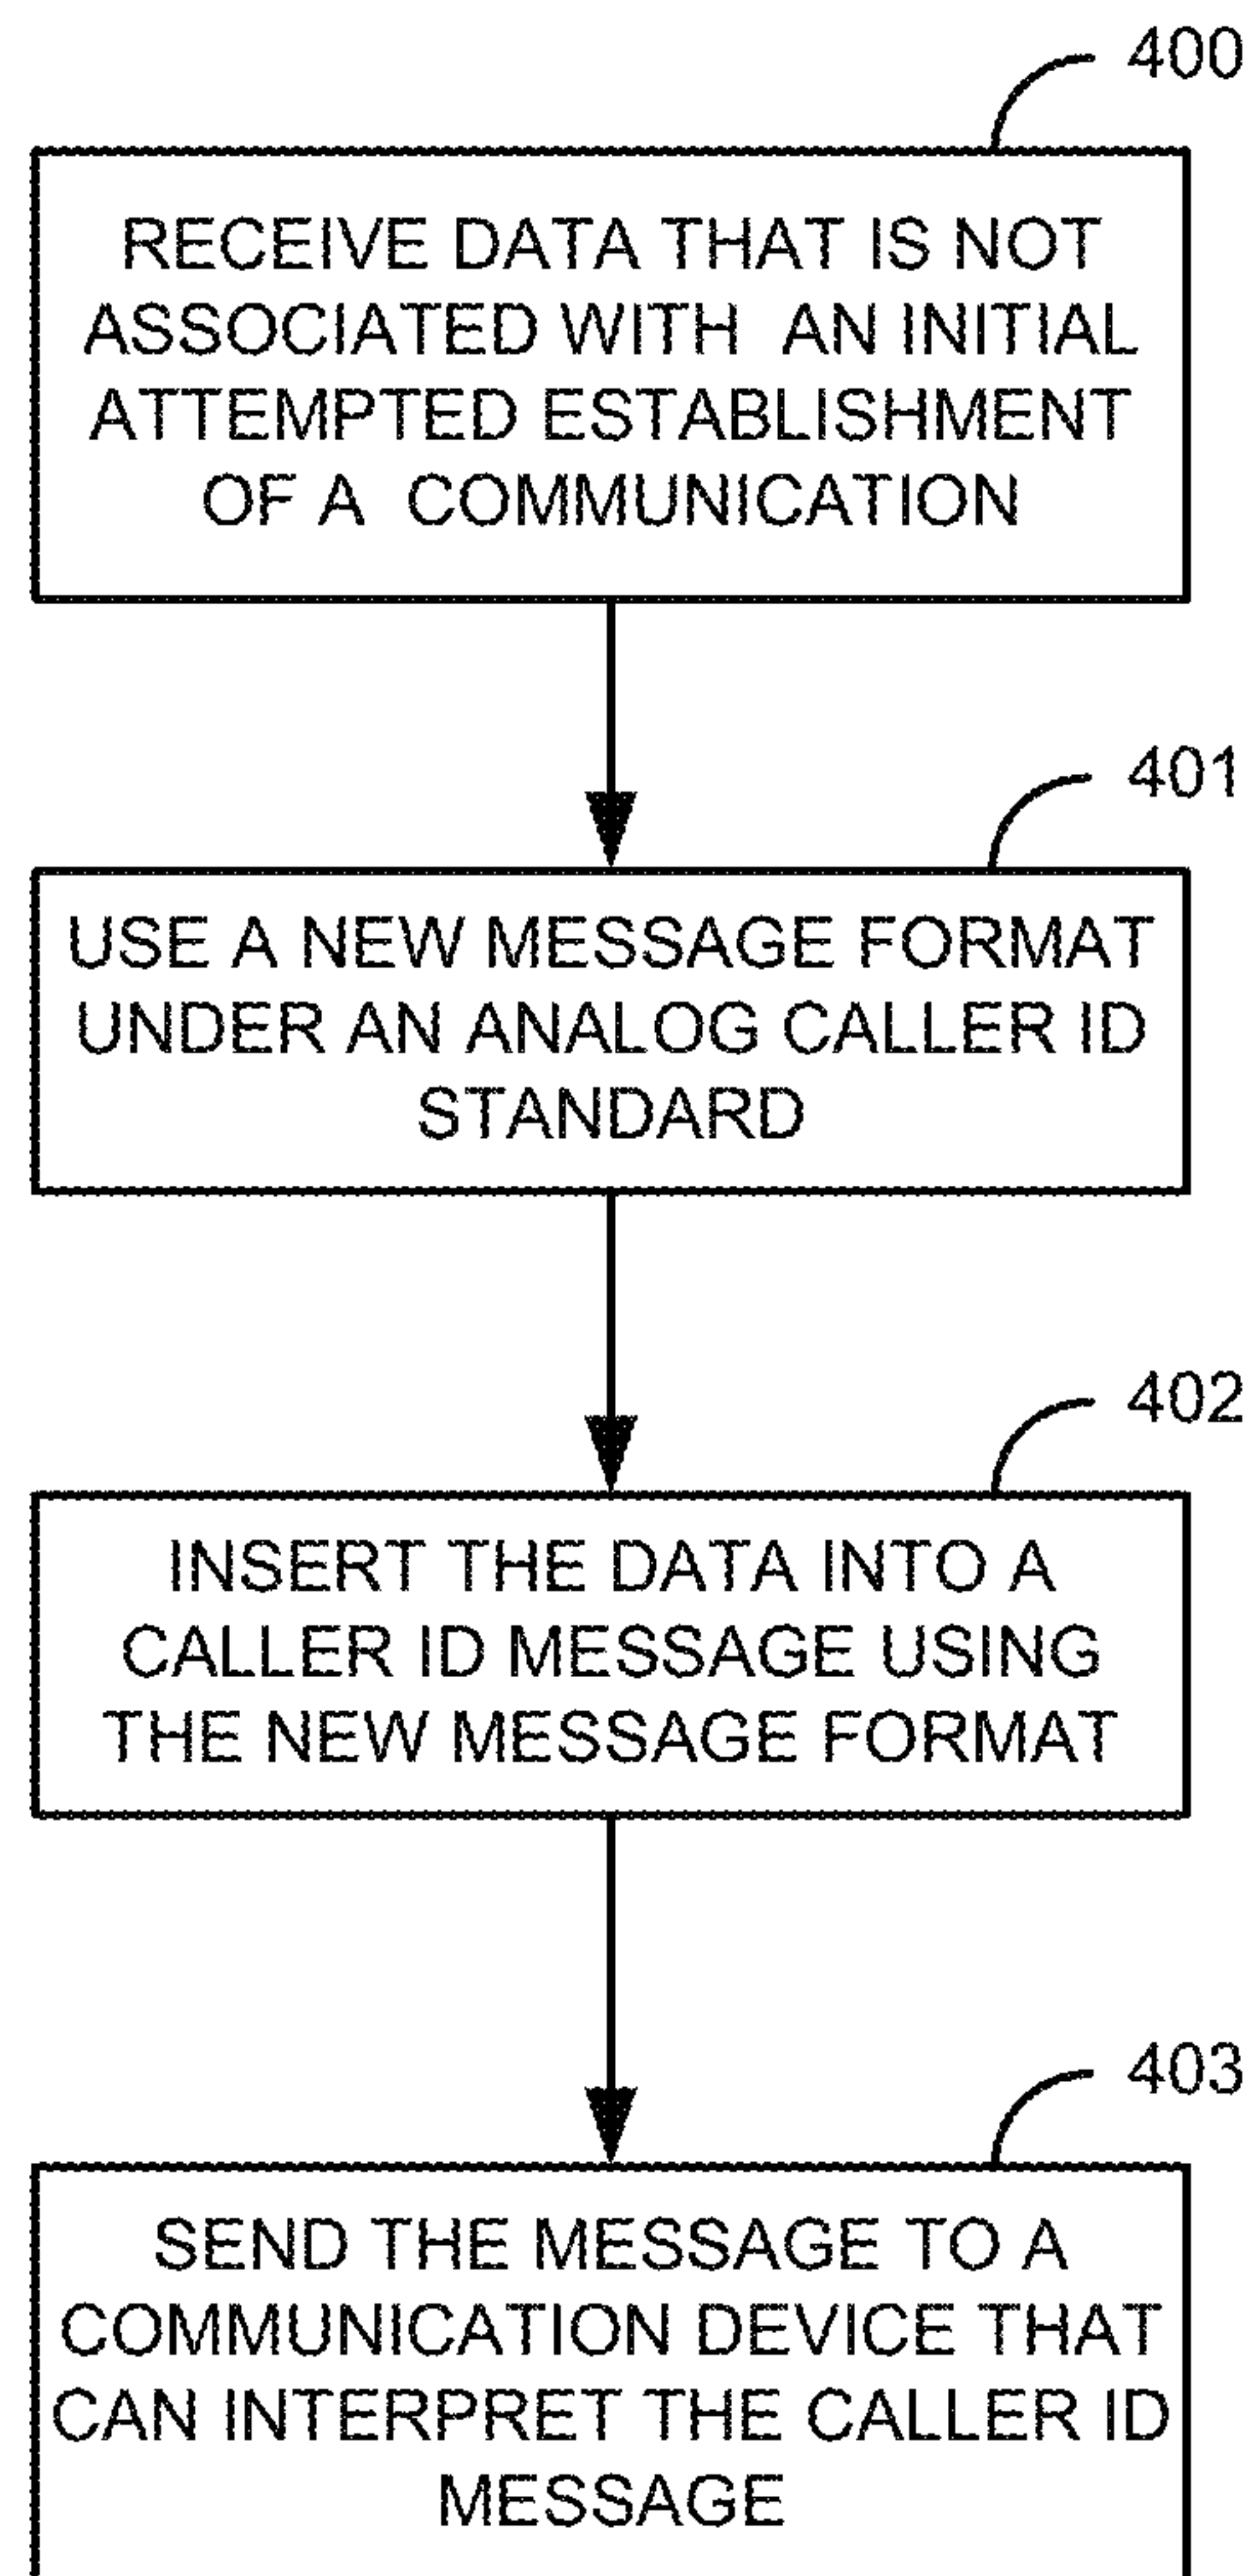 400
RECEIVE DATA THAT IS NOT
ASSOCIATED WITH AN INITIAL
ATTEMPTED ESTABLISHMENT
OF A COMMUNICATION
401
USE A NEW MESSAGE FORMAT
UNDER AN ANALOG CALLER ID
STANDARD
402
INSERT THE DATA INTO A
CALLER ID MESSAGE USING
THE NEW MESSAGE FORMAT
403
SEND THE MESSAGE TO A
COMMUNICATION DEVICE THAT
CAN INTERPRET THE CALLER ID
MESSAGE